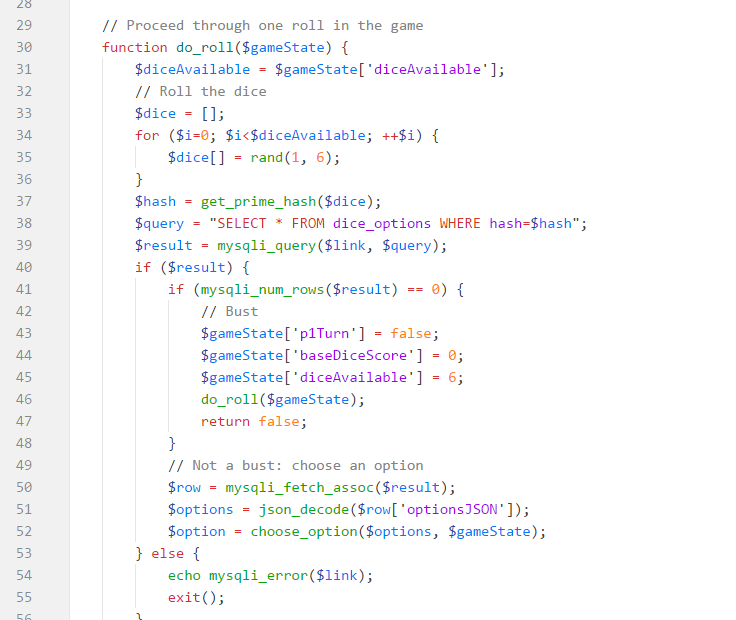 28
29 // Proceed through one roll in the game
30 function do_roll($gameState) {
31 $diceAvailable = $gameState['diceAvailable'];
32 // Roll the dice
33 $dice = [];
34 for ($i=0; $i<$diceAvailable; ++$i) {
35 $dice[] = rand(1, 6);
36 }
37 $hash = get_prime_hash($dice);
38 $query = "SELECT * FROM dice_options WHERE hash=$hash";
39 $result = mysqli_query($link, $query);
40 if ($result) {
41 if (mysqli_num_rows($result) == 0) {
42 // Bust
43 $gameState['p1Turn'] = false;
44 $gameState['baseDiceScore'] = 0;
45 $gameState['diceAvailable'] = 6;
46 do_roll($gameState);
47 return false;
48 }
49 // Not a bust: choose an option
50 $row = mysqli_fetch_assoc($result);
51 $options = json_decode($row['optionsJSON']);
52 $option = choose_option($options, $gameState);
53 } else {
54 echo mysqli_error($link);
55 exit();
56 }